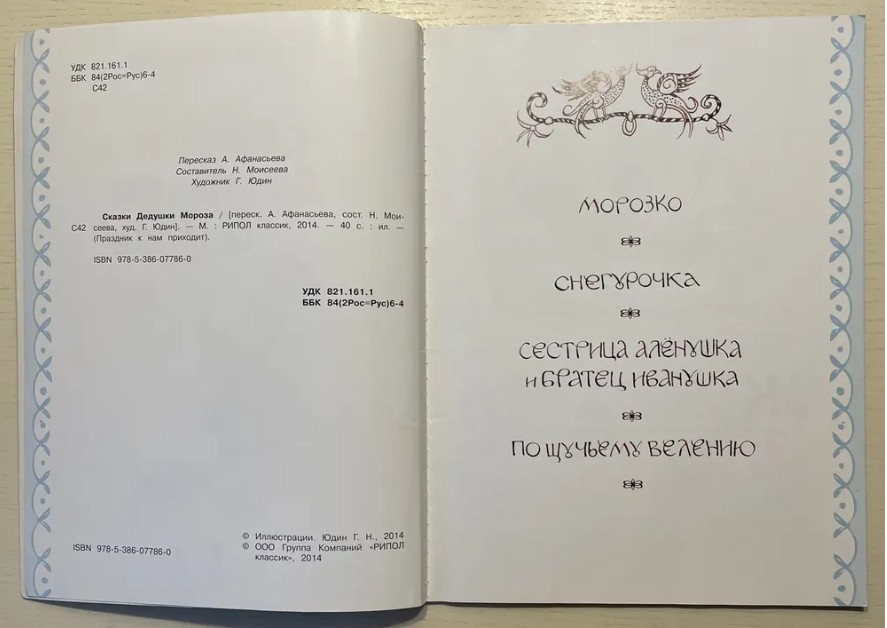 УДК 821.161.1
ББК 84(2Рос=Рус)6-4
С42
Пересказ А. Афанасьева
Составитель Н. Моисеева
Художник Г. Юдин
Сказки Дедушки Мороза / [переск. А. Афанасьева, сост. Н. Мои-
С42 сеева, худ. Г. Юдин]. — М. : РИПОЛ классик, 2014. — 40 с. : ил. —
(Праздник к нам приходит).
ISBN 978-5-386-07786-0
УДК 821.161.1
ББК 84(2Рос=Рус)6-4
ISBN 978-5-386-07786-0
© Иллюстрации. Юдин Г. Н., 2014
© ООО Группа Компаний «РИПОЛ
классик», 2014
МОРОЗКО
СНЕГУРОЧКА
СЕСТРИЦА АЛЁНУШКА
И БРАТЕЦ ИВАНУШКА
ПО ЩУЧЬЕМУ ВЕЛЕНИЮ